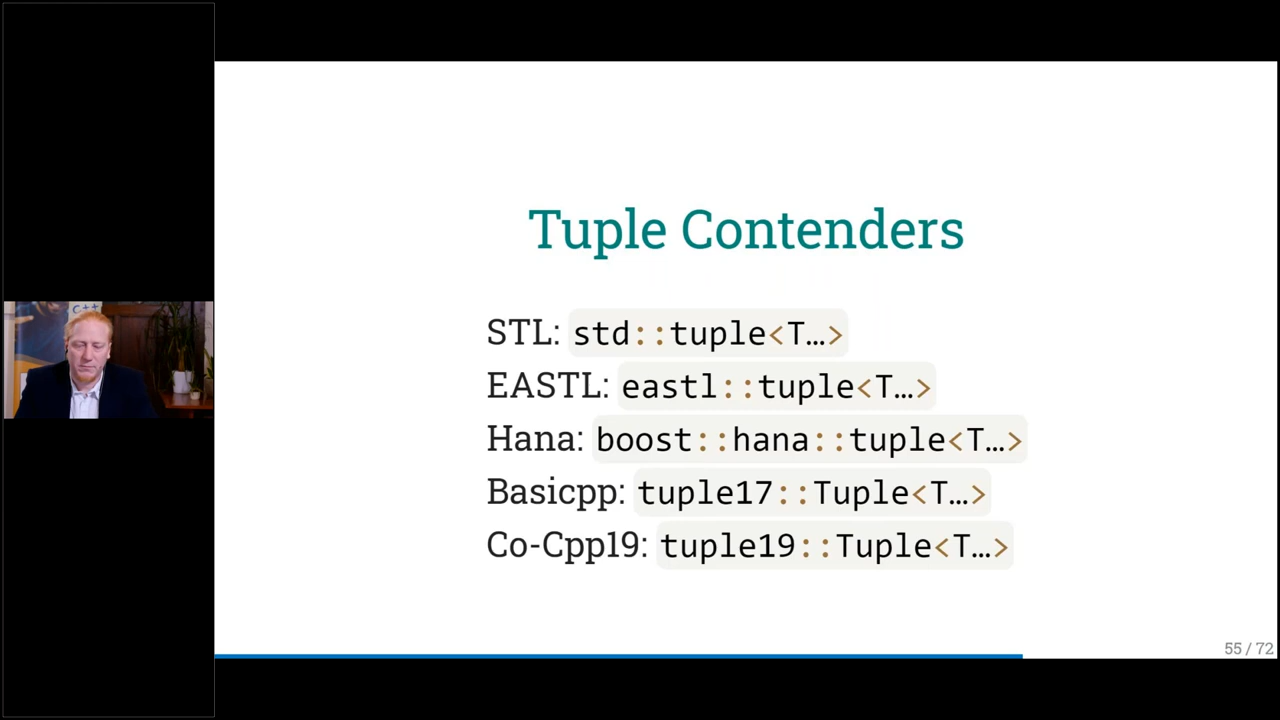 Tuple Contenders
STL: std::tuple<T…>
EASTL: eastl::tuple<T…>
Hana: boost::hana::tuple<T…>
Basicpp: tuple17::Tuple<T…>
Co-Cpp19: tuple19::Tuple<T…>
55 / 72
C++